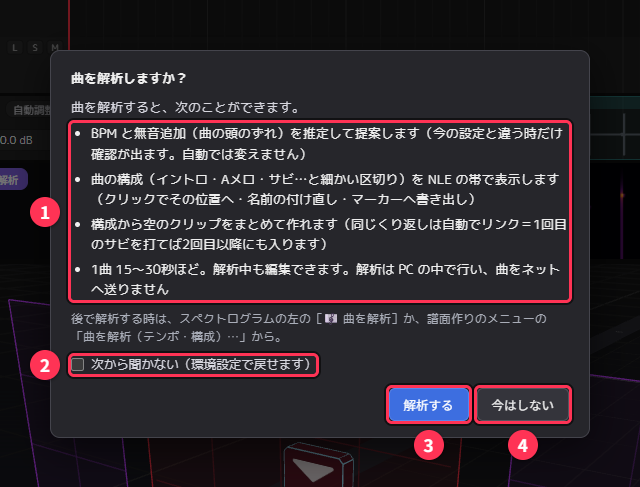 L S M
自動調整
0.0 dB
解析
曲を解析しますか？
曲を解析すると、次のことができます。
• BPM と無音追加（曲の頭のずれ）を推定して提案します（今の設定と違う時だけ
確認が出ます。自動では変えません）
• 曲の構成（イントロ・Aメロ・サビ…と細かい区切り）を NLE の帯で表示します
（クリックでその位置へ・名前の付け直し・マーカーへ書き出し）
• 構成から空のクリップをまとめて作れます（同じくり返しは自動でリンク＝1回目
のサビを打てば2回目以降にも入ります）
• 1曲 15〜30秒ほど。解析中も編集できます。解析は PC の中で行い、曲をネット
へ送りません
1
後で解析する時は、スペクトログラムの左の［ 曲を解析］か、譜面作りのメニューの
「曲を解析（テンポ・構成）…」から。
2
次から聞かない（環境設定で戻せます）
解析する
今はしない
3
4